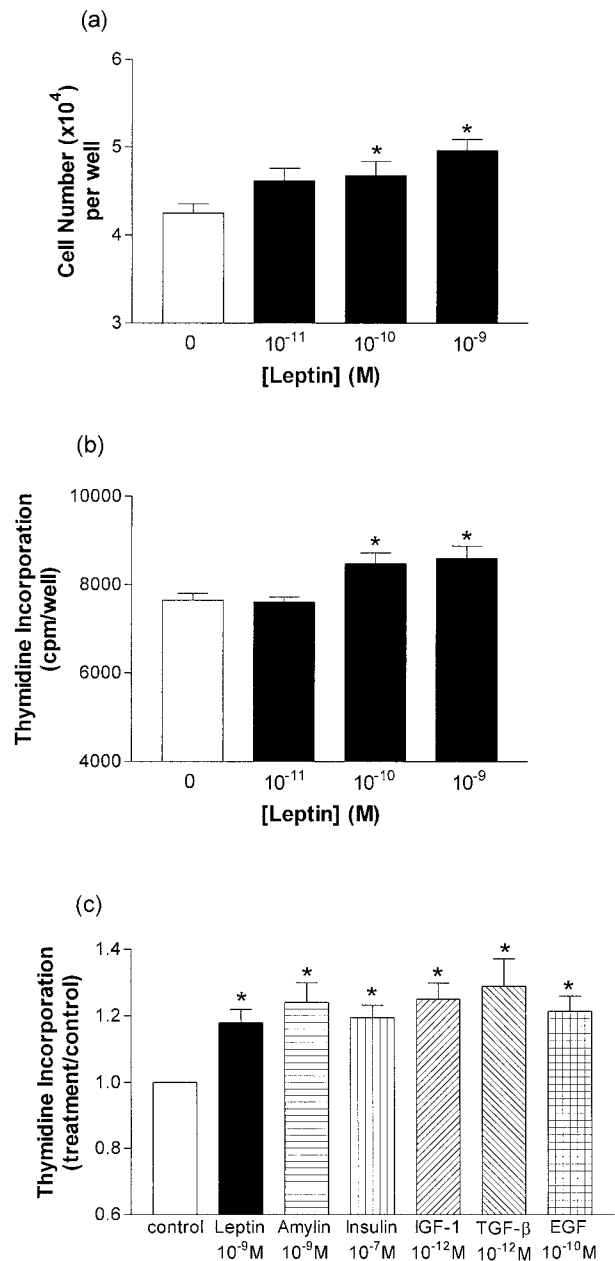 (a)
Cell Number (x10⁴)
per well
6
5
4
3
* *
0 10⁻¹¹ 10⁻¹⁰ 10⁻⁹
[Leptin] (M)
(b)
Thymidine Incorporation
(cpm/well)
10000
8000
6000
4000
* *
0 10⁻¹¹ 10⁻¹⁰ 10⁻⁹
[Leptin] (M)
(c)
Thymidine Incorporation
(treatment/control)
1.4
1.2
1.0
0.6
* * * * * *
control Leptin Amylin Insulin IGF-1 TGF-β EGF
10⁻⁹M 10⁻⁹M 10⁻⁷M 10⁻¹²M 10⁻¹²M 10⁻¹⁰M